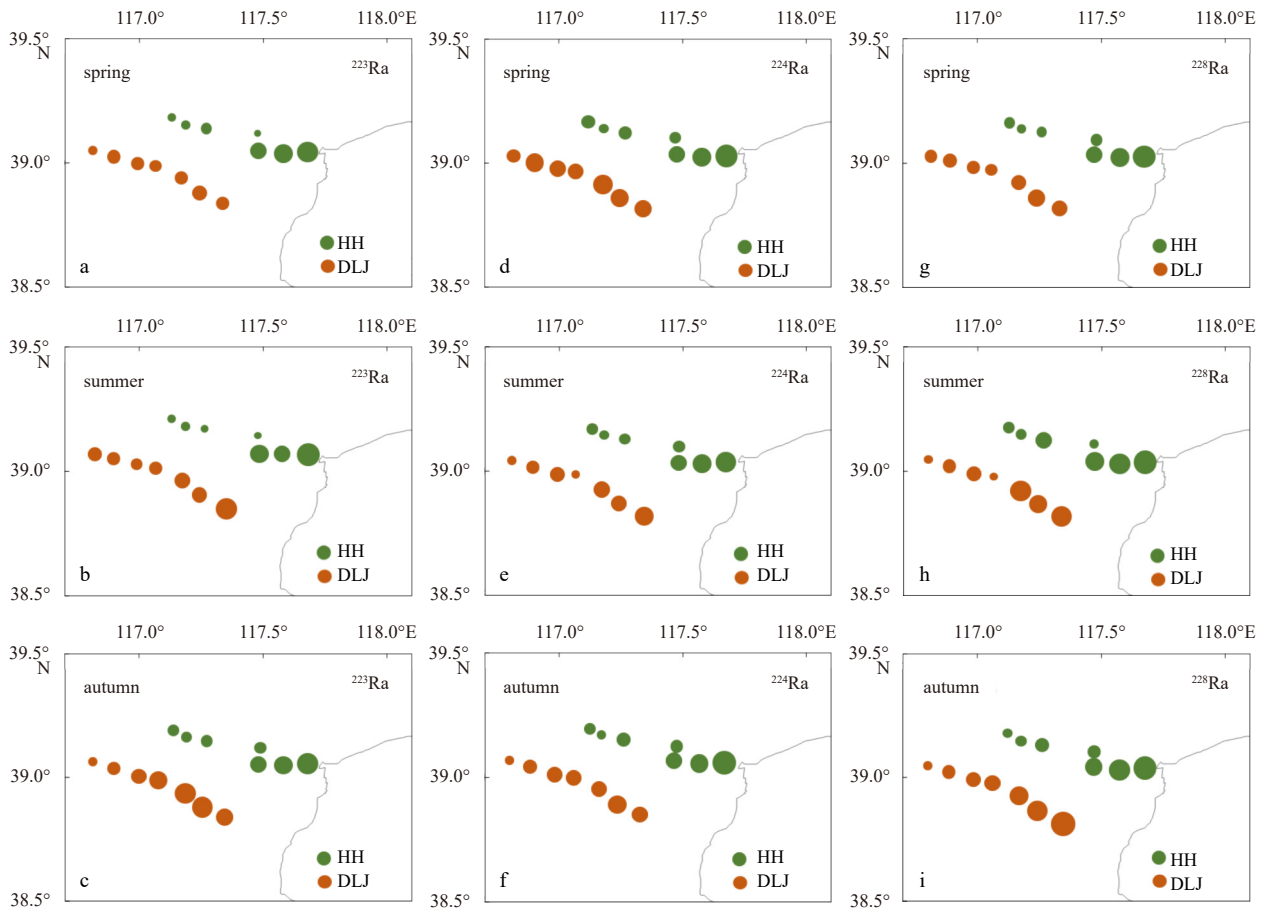 117.0° 117.5° 118.0°E
39.5°
N
spring
²²³Ra
39.0°
HH
a
DLJ
38.5°
117.0° 117.5° 118.0°E
39.5°
N
spring
²²⁴Ra
39.0°
HH
d
DLJ
38.5°
117.0° 117.5° 118.0°E
39.5°
N
spring
²²⁸Ra
39.0°
HH
g
DLJ
38.5°
117.0° 117.5° 118.0°E
39.5°
N
summer
²²³Ra
39.0°
HH
b
DLJ
38.5°
117.0° 117.5° 118.0°E
39.5°
N
summer
²²⁴Ra
39.0°
HH
e
DLJ
38.5°
117.0° 117.5° 118.0°E
39.5°
N
summer
²²⁸Ra
39.0°
HH
h
DLJ
38.5°
117.0° 117.5° 118.0°E
39.5°
N
autumn
²²³Ra
39.0°
HH
c
DLJ
38.5°
117.0° 117.5° 118.0°E
39.5°
N
autumn
²²⁴Ra
39.0°
HH
f
DLJ
38.5°
117.0° 117.5° 118.0°E
39.5°
N
autumn
²²⁸Ra
39.0°
HH
i
DLJ
38.5°